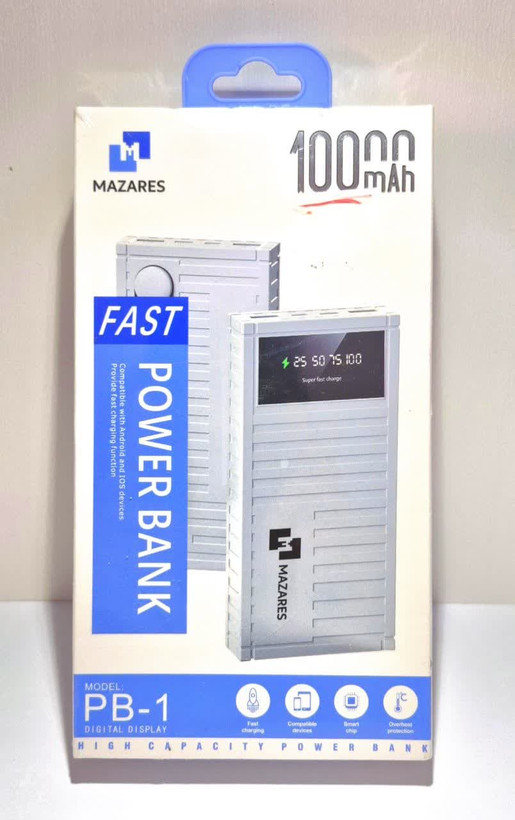 MAZARES
10000
mAh
FAST
POWER BANK
Compatible with Android and IOS devices
Provide fast charging function
25 50 75 100
Super fast charge
MAZARES
MODEL:
PB-1
DIGITAL DISPLAY
Fast
charging
Compatible
devices
Smart
chip
Overheat
protection
HIGH CAPACITY POWER BANK